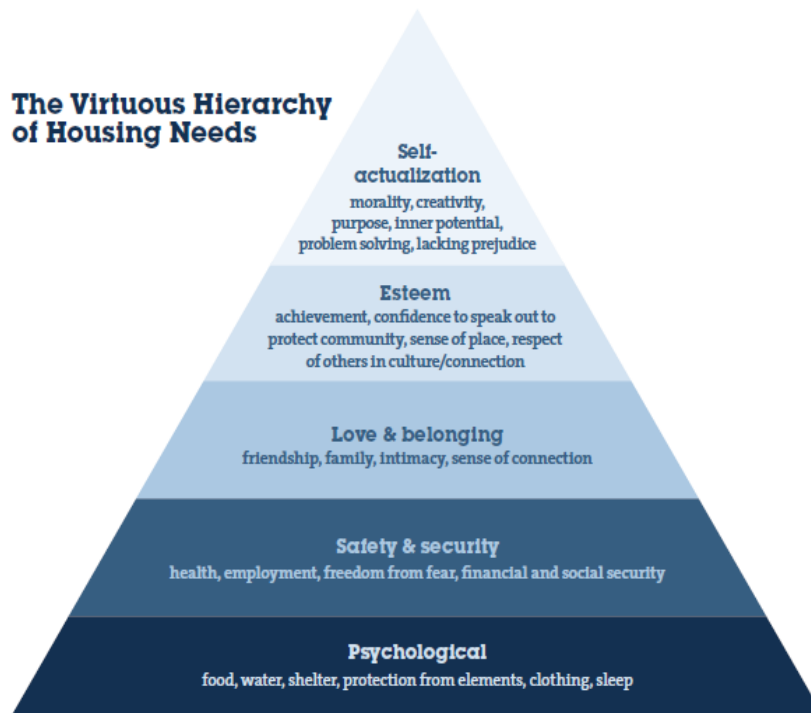 The Virtuous Hierarchy
of Housing Needs
Self-
actualization
morality, creativity,
purpose, inner potential,
problem solving, lacking prejudice
Esteem
achievement, confidence to speak out to
protect community, sense of place, respect
of others in culture/connection
Love & belonging
friendship, family, intimacy, sense of connection
Safety & security
health, employment, freedom from fear, financial and social security
Psychological
food, water, shelter, protection from elements, clothing, sleep